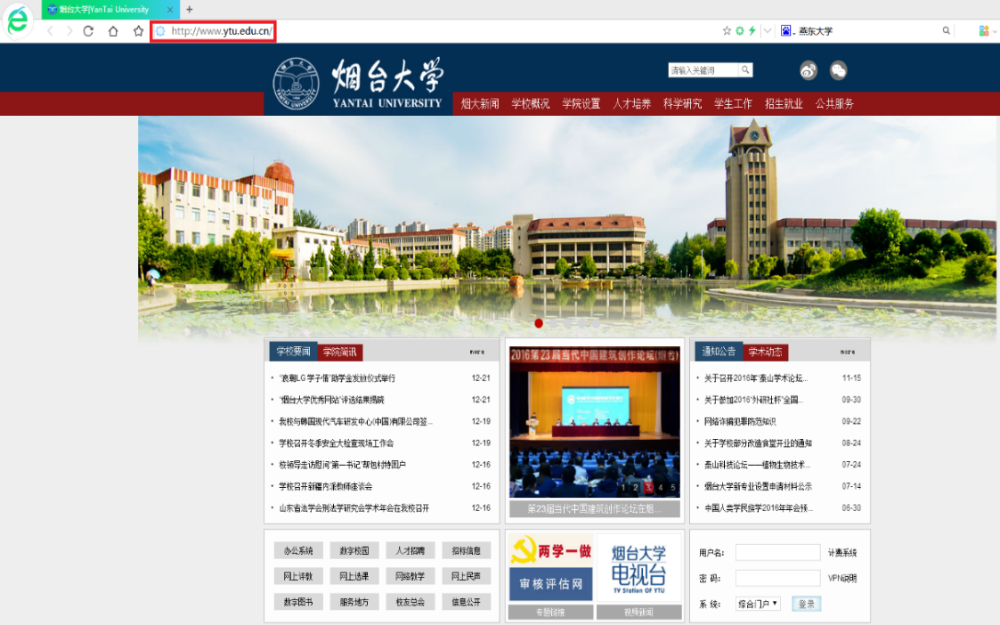 烟台大学|YanTai University
http://www.ytu.edu.cn/
燕东大学
YANTAI UNIVERSITY
烟台大学
YANTAI UNIVERSITY
请输入关键词
烟大新闻 学校概况 学院设置 人才培养 科学研究 学生工作 招生就业 公共服务
学校要闻 学院简讯 more
“浪潮LG 学子情”助学金发放仪式举行 12-21
“烟台大学优秀网站”评选结果揭晓 12-21
我校与韩国现代汽车研发中心(中国)有限公司签... 12-19
学校召开冬季安全大检查现场工作会 12-19
校领导走访慰问“第一书记”帮包村特困户 12-16
学校召开新疆内派教师座谈会 12-16
山东省法学会刑法学研究会学术年会在我校召开 12-16
2016第23届当代中国建筑创作论坛(烟台)
1 2 3 4 5
第23届当代中国建筑创作论坛在烟...
通知公告 学术动态 more
关于召开2016年“泰山学术论坛... 11-15
关于参加2016“外研社杯”全国... 09-30
网络诈骗犯罪防范知识 09-22
关于学校部分改造食堂开业的通知 08-24
泰山科技论坛——植物生物技术... 07-24
烟台大学新专业设置申请材料公示 07-14
中国人类学民族学2016年年会预... 06-30
办公系统 数字校园 人才招聘 招标信息
网上评教 网上选课 网络教学 网上民声
数字图书 服务地方 校友总会 信息公开
两学一做
审核评估网
专题链接
烟台大学
电视台
TV Station OF YTU
视频新闻
用户名: 计费系统
密 码: VPN说明
系 统: 综合门户 登录